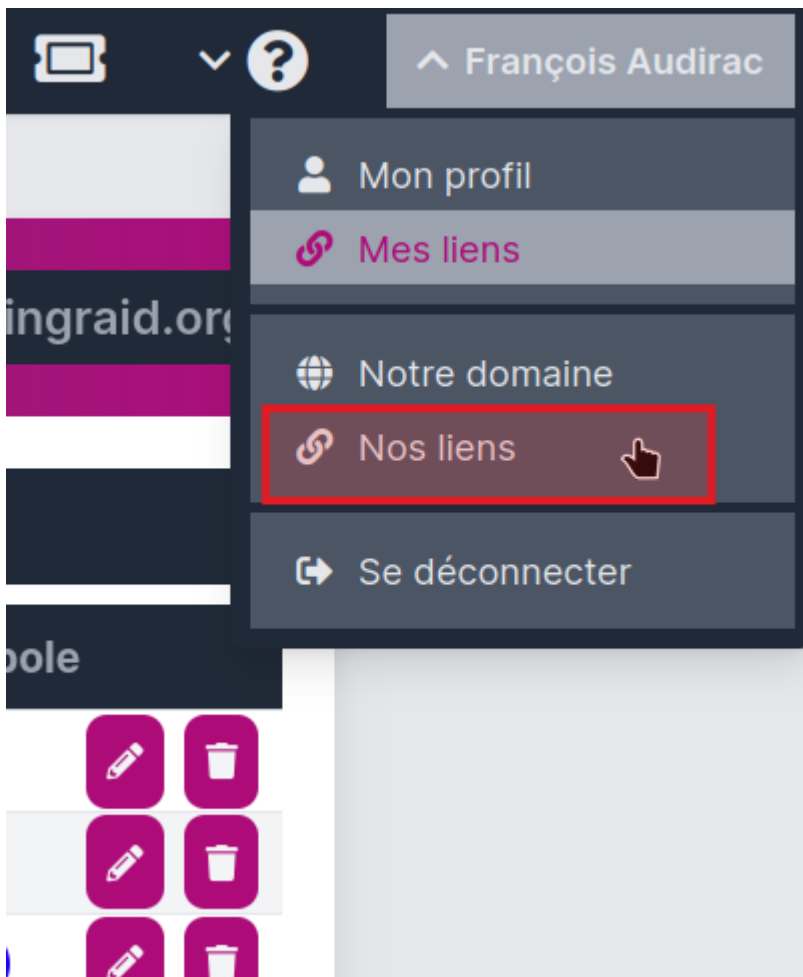 François Audirac
Mon profil
Mes liens
ingraid.org
Notre domaine
Nos liens
Se déconnecter
pole